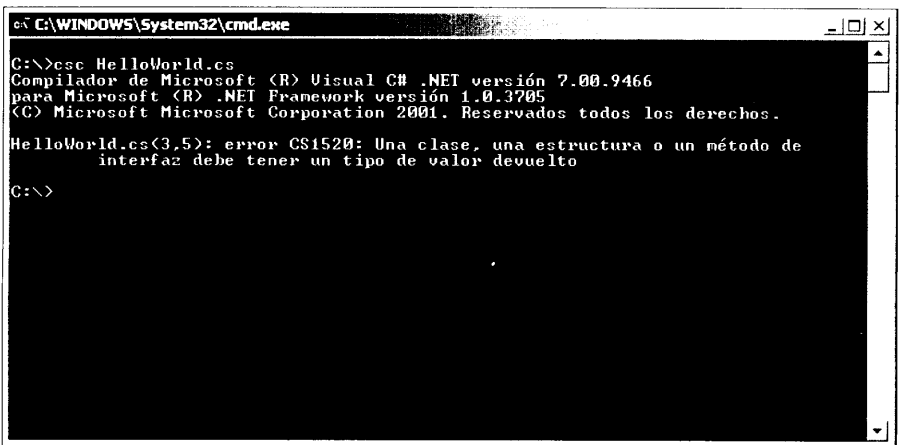 C:\WINDOWS\System32\cmd.exe
C:\>csc HelloWorld.cs
Compilador de Microsoft (R) Visual C# .NET versión 7.00.9466
para Microsoft (R) .NET Framework versión 1.0.3705
(C) Microsoft Microsoft Corporation 2001. Reservados todos los derechos.
HelloWorld.cs(3,5): error CS1520: Una clase, una estructura o un método de
interfaz debe tener un tipo de valor devuelto
C:\>